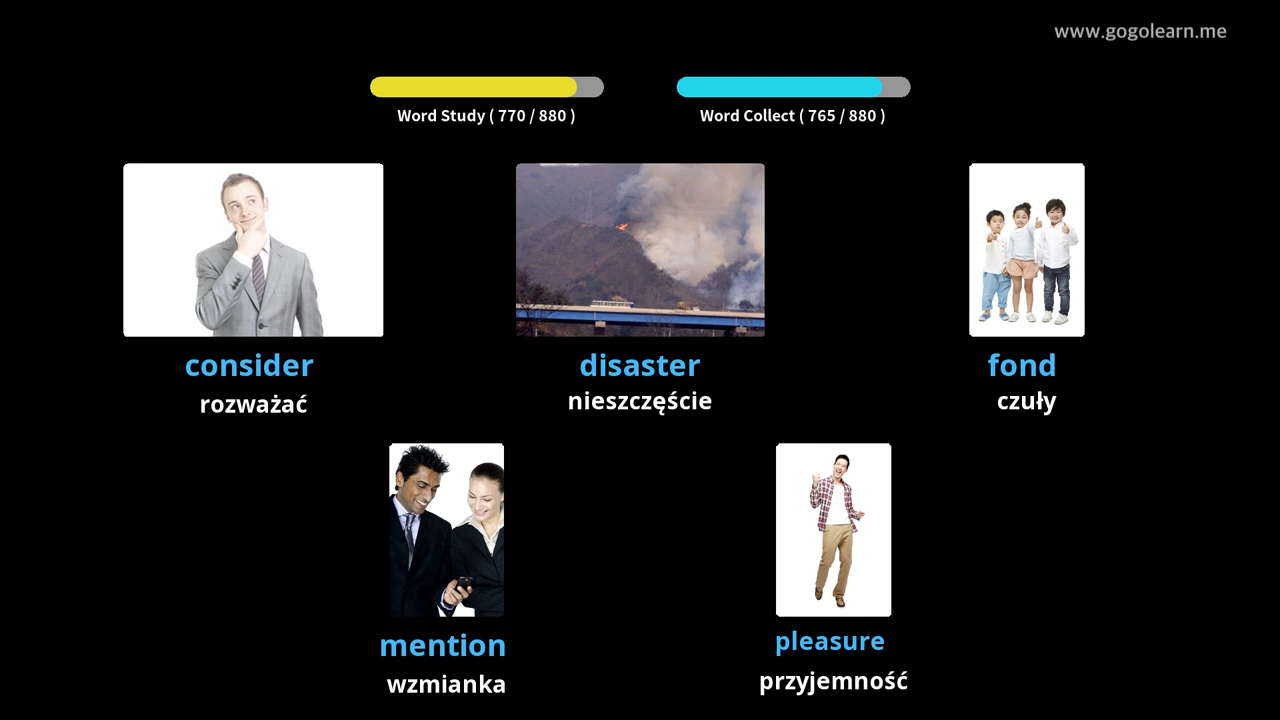 www.gogolearn.me
Word Study ( 770 / 880 )
Word Collect ( 765 / 880 )
consider
rozważać
disaster
nieszczęście
fond
czuły
mention
wzmianka
pleasure
przyjemność